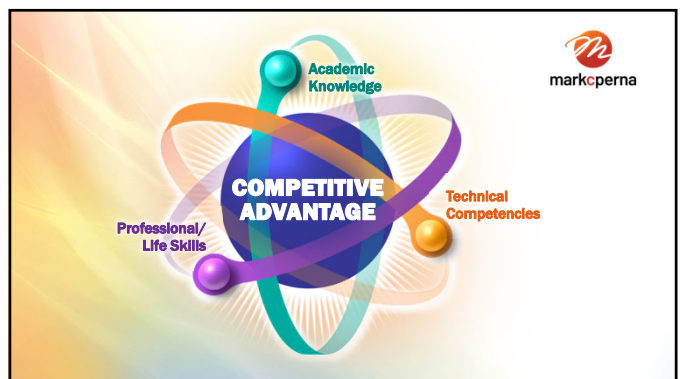 Academic
Knowledge
markcperna
COMPETITIVE
ADVANTAGE
Technical
Competencies
Professional/
Life Skills